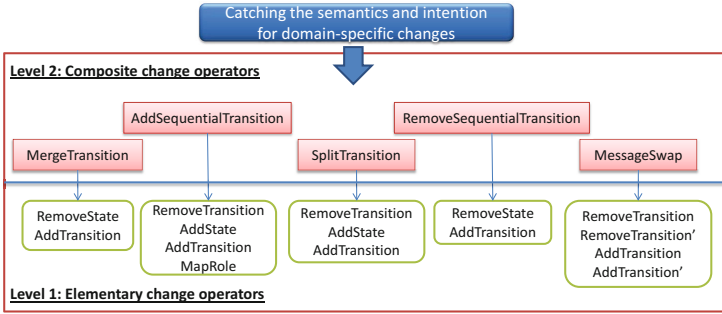 Catching the semantics and intention
for domain-specific changes
Level 2: Composite change operators
AddSequentialTransition
RemoveSequentialTransition
MergeTransition
SplitTransition
MessageSwap
RemoveState
AddTransition
RemoveTransition
AddState
AddTransition
MapRole
RemoveTransition
AddState
AddTransition
RemoveState
AddTransition
RemoveTransition
RemoveTransition’
AddTransition
AddTransition’
Level 1: Elementary change operators